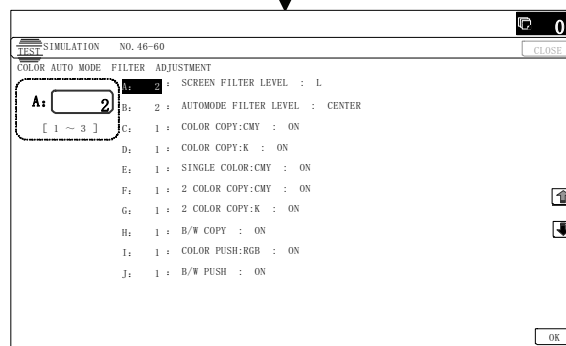 0
TEST SIMULATION NO.46-60
CLOSE
COLOR AUTO MODE FILTER ADJUSTMENT
A: 2
[ 1 ~ 3 ]
A: 2 : SCREEN FILTER LEVEL : L
B: 2 : AUTOMODE FILTER LEVEL : CENTER
C: 1 : COLOR COPY:CMY : ON
D: 1 : COLOR COPY:K : ON
E: 1 : SINGLE COLOR:CMY : ON
F: 1 : 2 COLOR COPY:CMY : ON
G: 1 : 2 COLOR COPY:K : ON
H: 1 : B/W COPY : ON
I: 1 : COLOR PUSH:RGB : ON
J: 1 : B/W PUSH : ON
OK